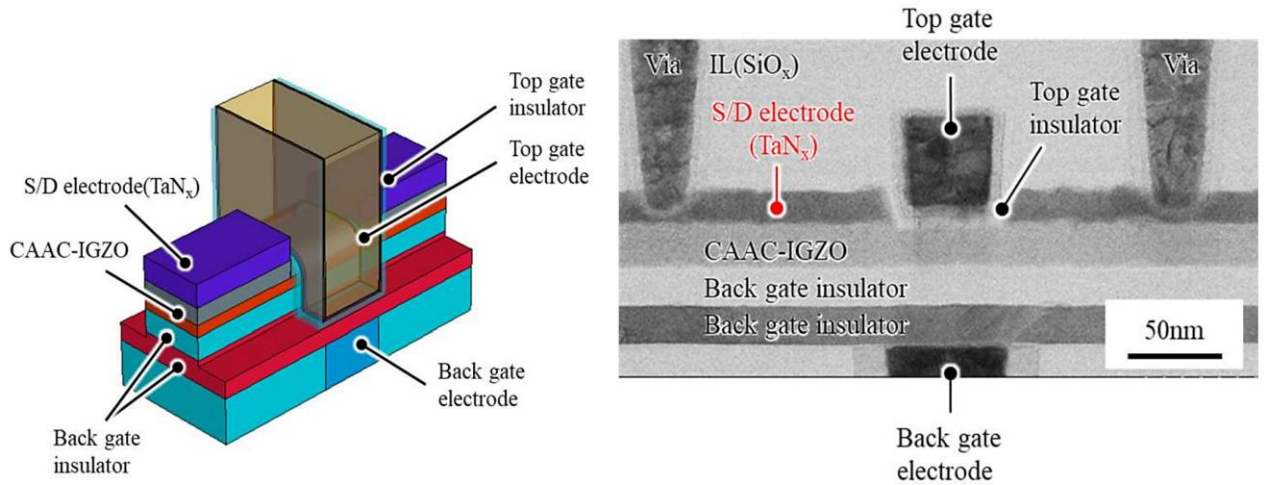 Top gate
insulator
Top gate
electrode
S/D electrode(TaNₓ)
CAAC-IGZO
Back gate
electrode
Back gate
insulator
Top gate
electrode
Via
IL(SiOₓ)
Via
S/D electrode
(TaNₓ)
Top gate
insulator
CAAC-IGZO
Back gate insulator
Back gate insulator
50nm
Back gate
electrode